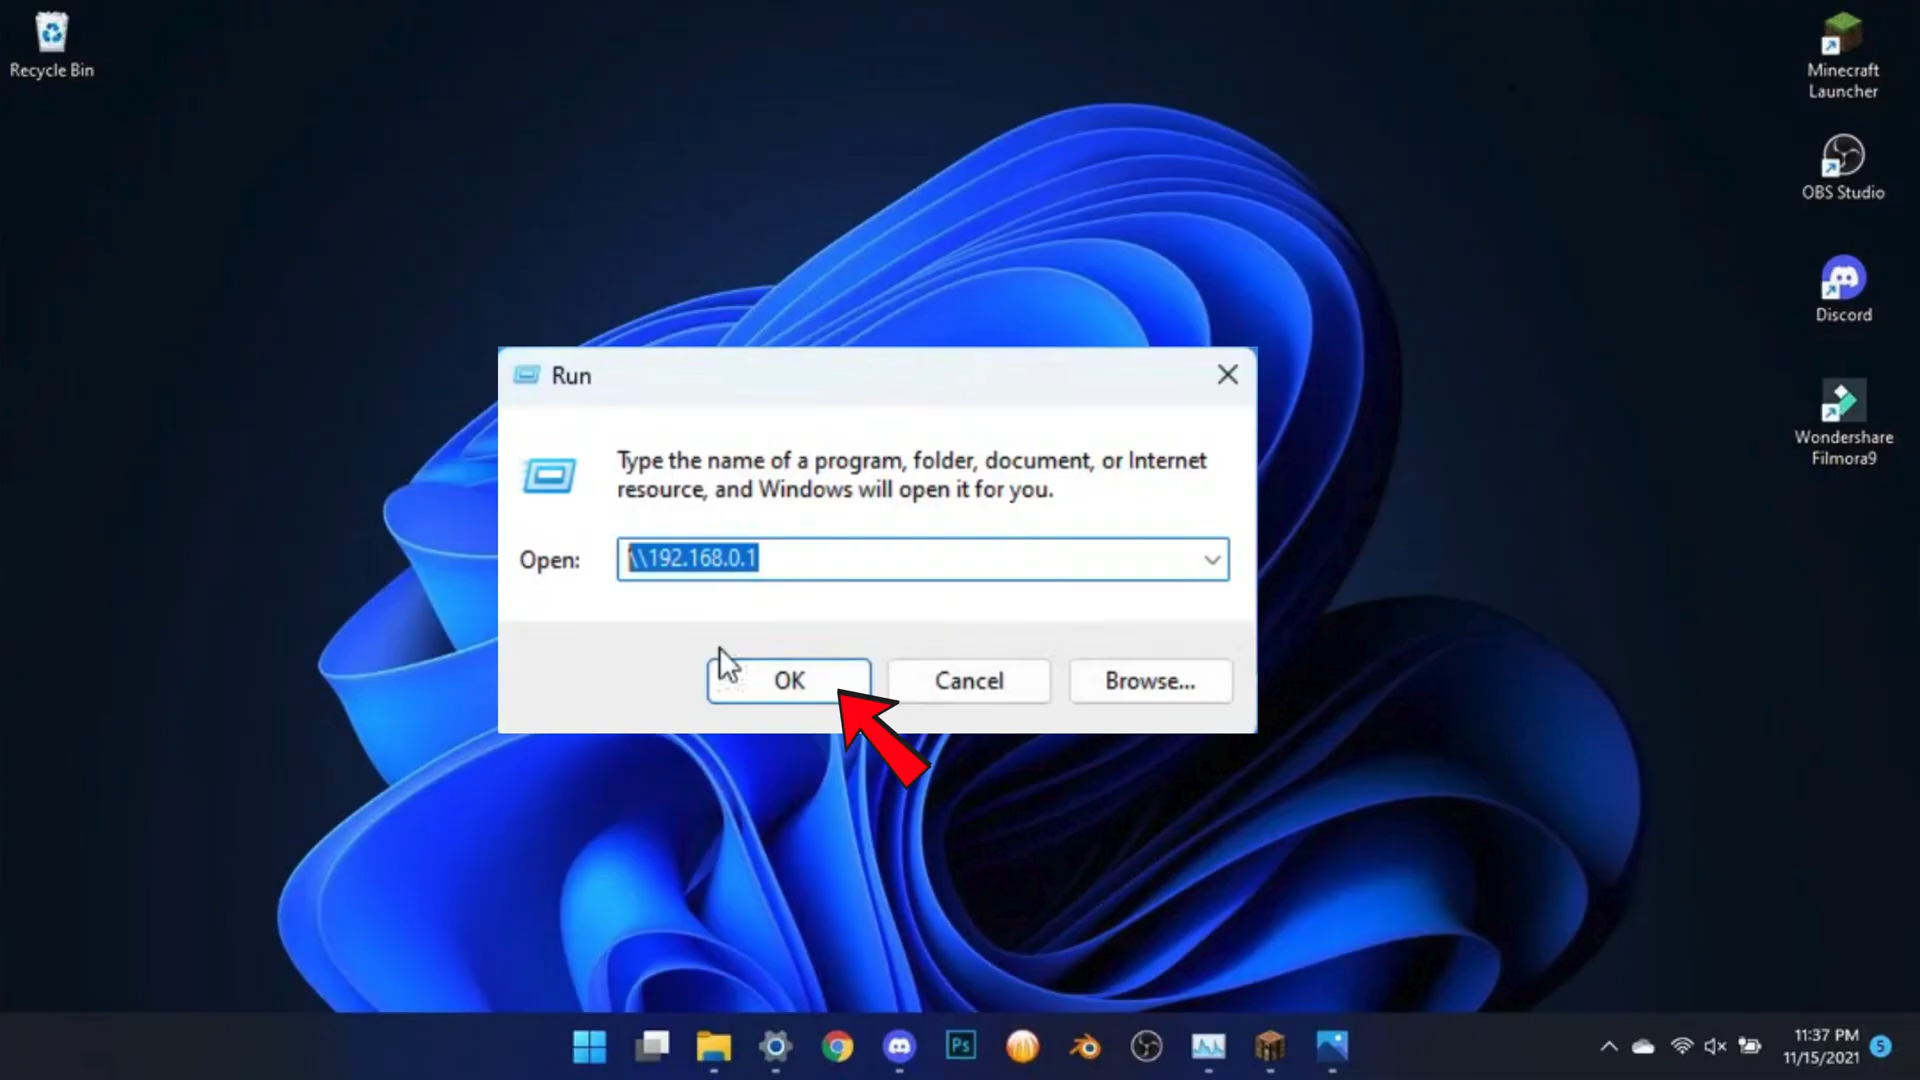 Recycle Bin
Minecraft
Launcher
OBS Studio
Discord
Wondershare
Filmora9
Run
Type the name of a program, folder, document, or Internet
resource, and Windows will open it for you.
Open:
\\192.168.0.1
OK
Cancel
Browse...
Ps
11:37 PM
11/15/2021
5